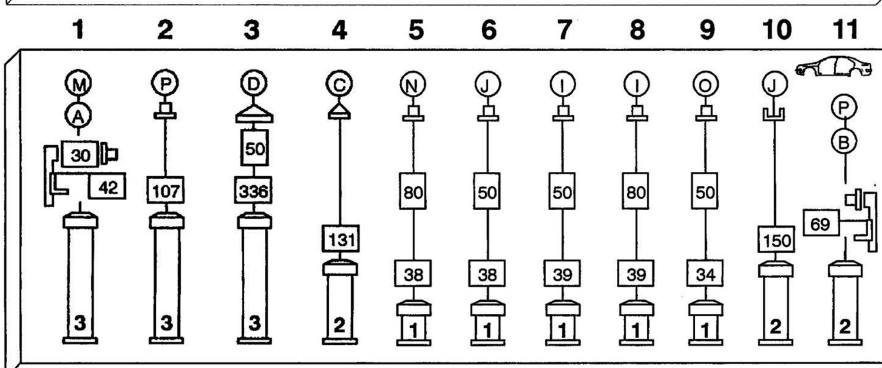 1 2 3 4 5 6 7 8 9 10 11
M P D C N J I I O J
A P
B
30 50
42 107 336 80 50 50 80 50 69
131 150
38 38 39 39 34
3 3 3 2 1 1 1 1 1 2 2